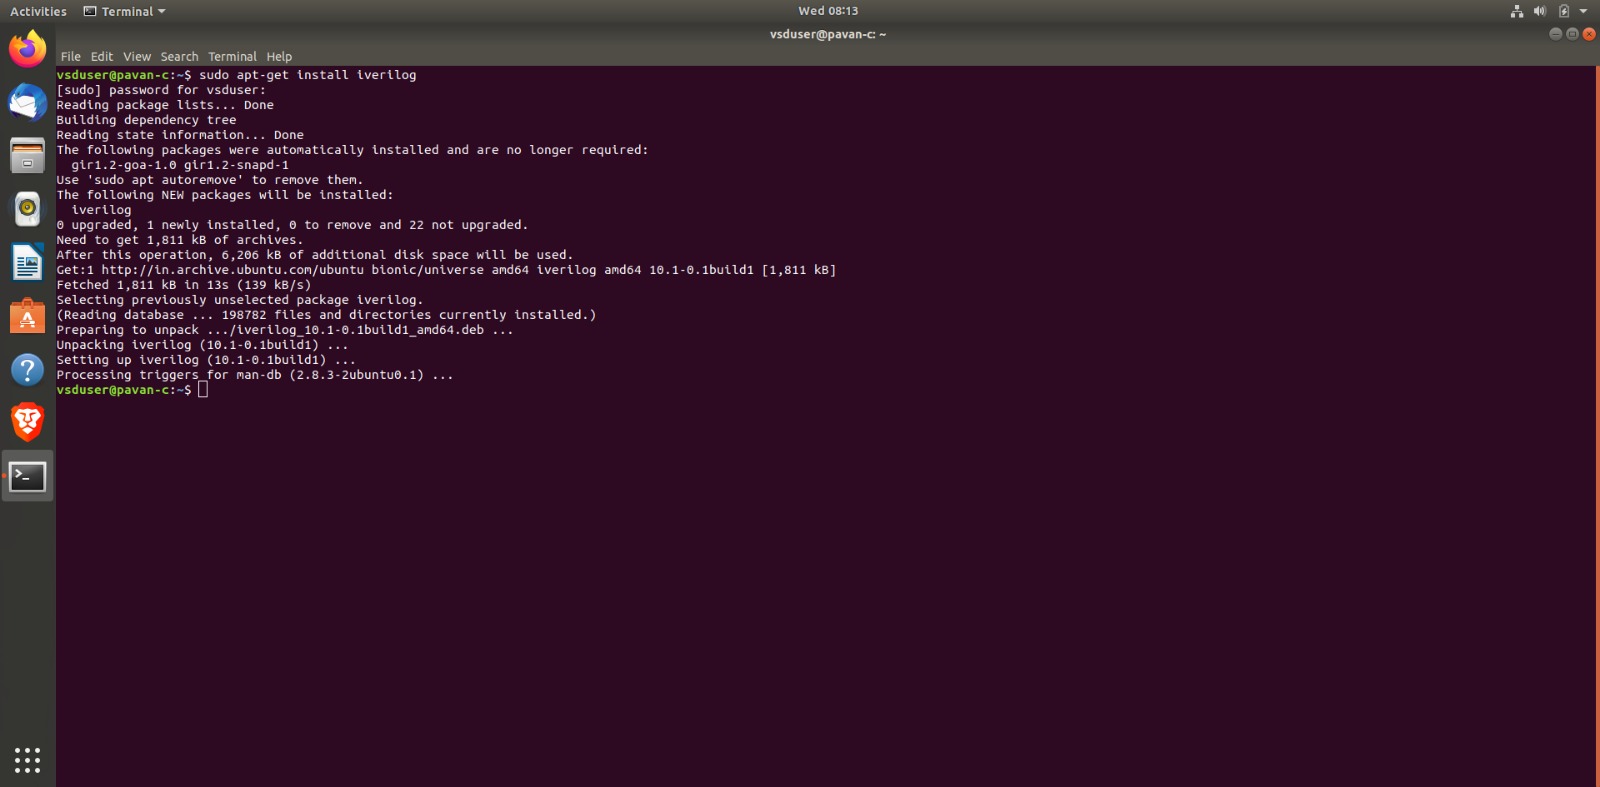 Activities Terminal Wed 08:13
vsduser@pavan-c: ~
File Edit View Search Terminal Help
vsduser@pavan-c:~$ sudo apt-get install iverilog
[sudo] password for vsduser:
Reading package lists... Done
Building dependency tree
Reading state information... Done
The following packages were automatically installed and are no longer required:
  gir1.2-goa-1.0 gir1.2-snapd-1
Use 'sudo apt autoremove' to remove them.
The following NEW packages will be installed:
  iverilog
0 upgraded, 1 newly installed, 0 to remove and 22 not upgraded.
Need to get 1,811 kB of archives.
After this operation, 6,206 kB of additional disk space will be used.
Get:1 http://in.archive.ubuntu.com/ubuntu bionic/universe amd64 iverilog amd64 10.1-0.1build1 [1,811 kB]
Fetched 1,811 kB in 13s (139 kB/s)
Selecting previously unselected package iverilog.
(Reading database ... 198782 files and directories currently installed.)
Preparing to unpack .../iverilog_10.1-0.1build1_amd64.deb ...
Unpacking iverilog (10.1-0.1build1) ...
Setting up iverilog (10.1-0.1build1) ...
Processing triggers for man-db (2.8.3-2ubuntu0.1) ...
vsduser@pavan-c:~$